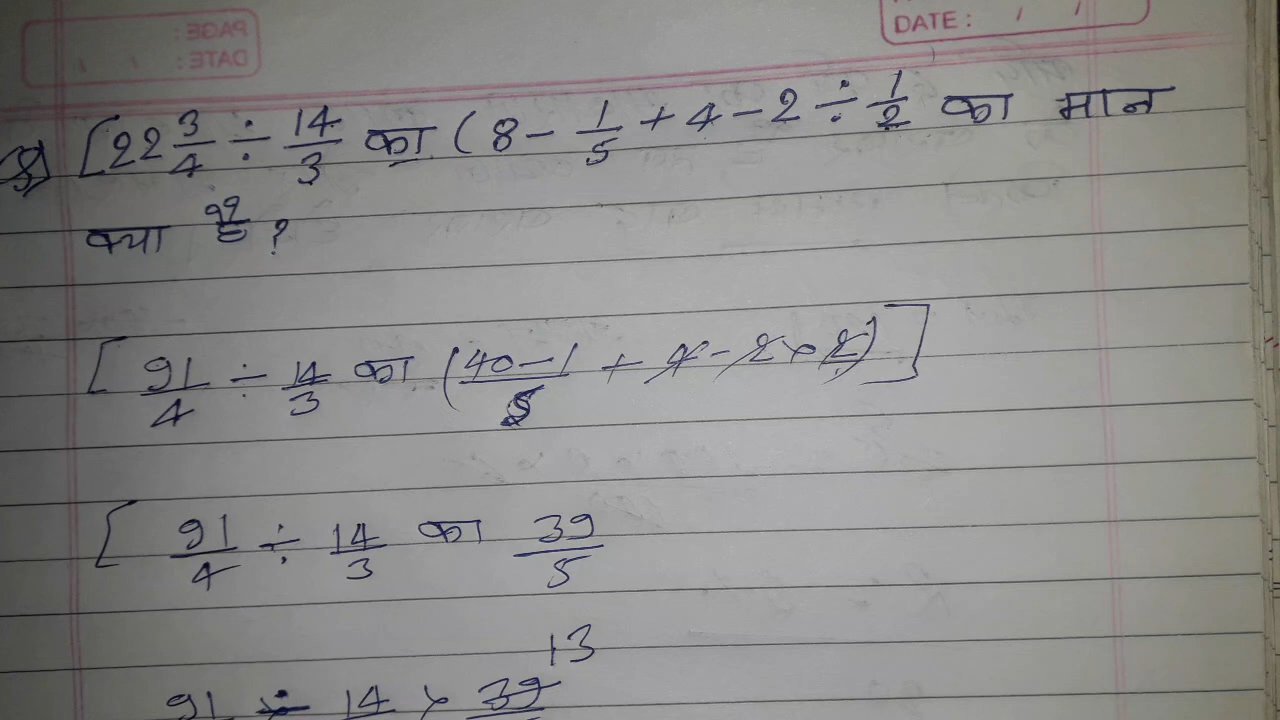 PAGE :
DATE :
DATE : / /
8) [22 3/4 ÷ 14/3 का (8 - 1/5 + 4 - 2 ÷ 1/2 का मान
क्या ?
[ 91/4 ÷ 14/3 का (40-1/5 + 4 - 2 × 2) ]
[ 91/4 ÷ 14/3 का 39/5
13
91 ÷ 14 × 39